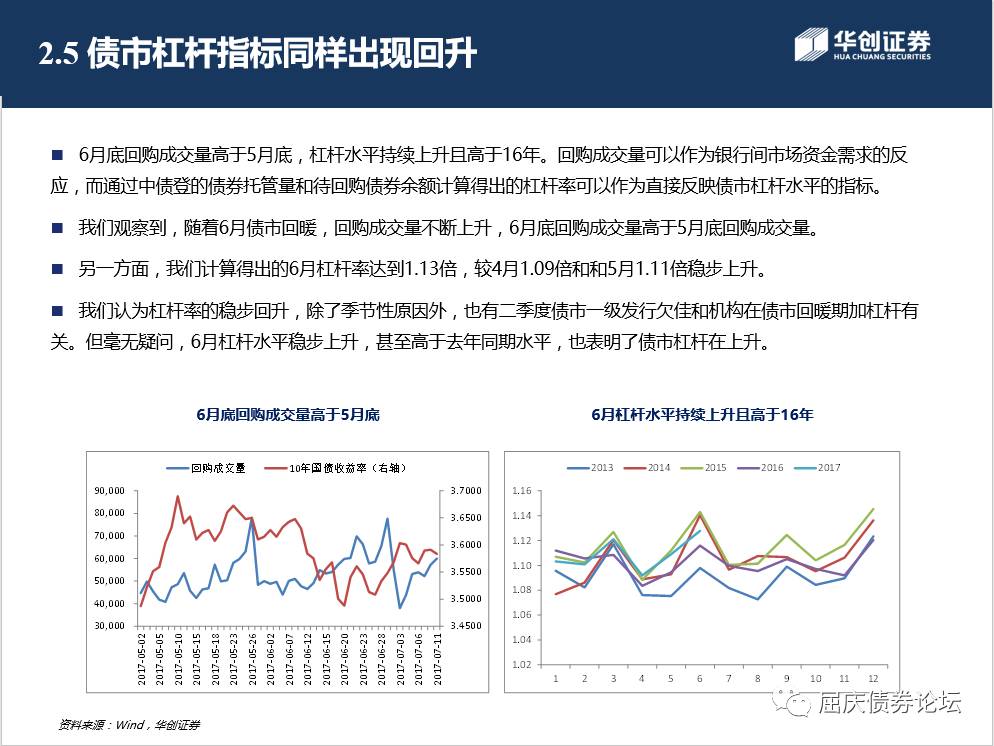 2.5 债市杠杆指标同样出现回升
华创证券
HUA CHUANG SECURITIES
■ 6月底回购成交量高于5月底，杠杆水平持续上升且高于16年。回购成交量可以作为银行间市场资金需求的反
应，而通过中债登的债券托管量和待回购债券余额计算得出的杠杆率可以作为直接反映债市杠杆水平的指标。
■ 我们观察到，随着6月债市回暖，回购成交量不断上升，6月底回购成交量高于5月底回购成交量。
■ 另一方面，我们计算得出的6月杠杆率达到1.13倍，较4月1.09倍和和5月1.11倍稳步上升。
■ 我们认为杠杆率的稳步回升，除了季节性原因外，也有二季度债市一级发行欠佳和机构在债市回暖期加杠杆有
关。但毫无疑问，6月杠杆水平稳步上升，甚至高于去年同期水平，也表明了债市杠杆在上升。
6月底回购成交量高于5月底
回购成交量 10年国债收益率（右轴）
90,000
80,000
70,000
60,000
50,000
40,000
30,000
3.7000
3.6500
3.6000
3.5500
3.5000
3.4500
2017-05-02
2017-05-05
2017-05-10
2017-05-15
2017-05-18
2017-05-23
2017-05-26
2017-06-02
2017-06-07
2017-06-12
2017-06-15
2017-06-20
2017-06-23
2017-06-28
2017-07-03
2017-07-06
2017-07-11
6月杠杆水平持续上升且高于16年
2013 2014 2015 2016 2017
1.16
1.14
1.12
1.10
1.08
1.06
1.04
1.02
1 2 3 4 5 6 7 8 9 10 11 12
资料来源：Wind，华创证券
屈庆债券论坛